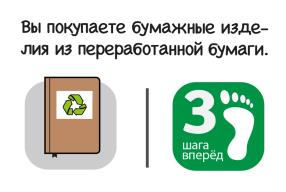 Вы покупаете бумажные изде-
лия из переработанной бумаги.
3
шага
вперёд